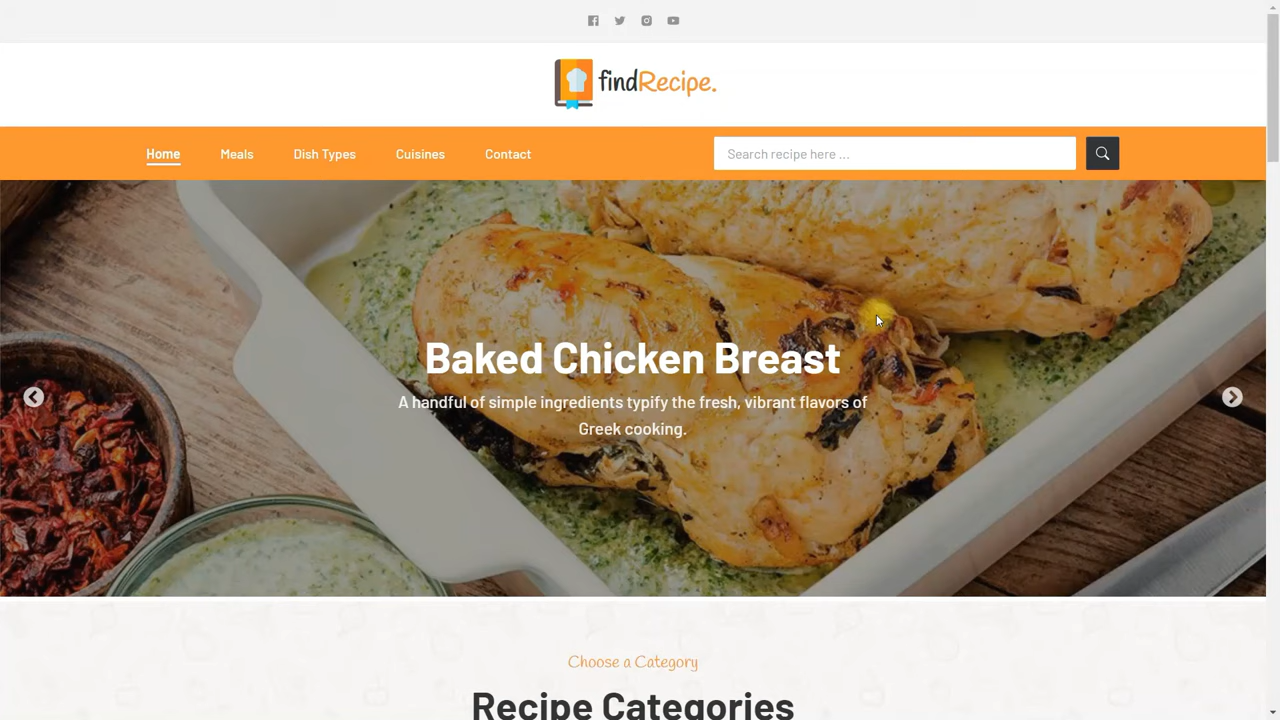 findRecipe.
Home Meals Dish Types Cuisines Contact Search recipe here ...
Baked Chicken Breast
A handful of simple ingredients typify the fresh, vibrant flavors of
Greek cooking.
Choose a Category
Recipe Categories